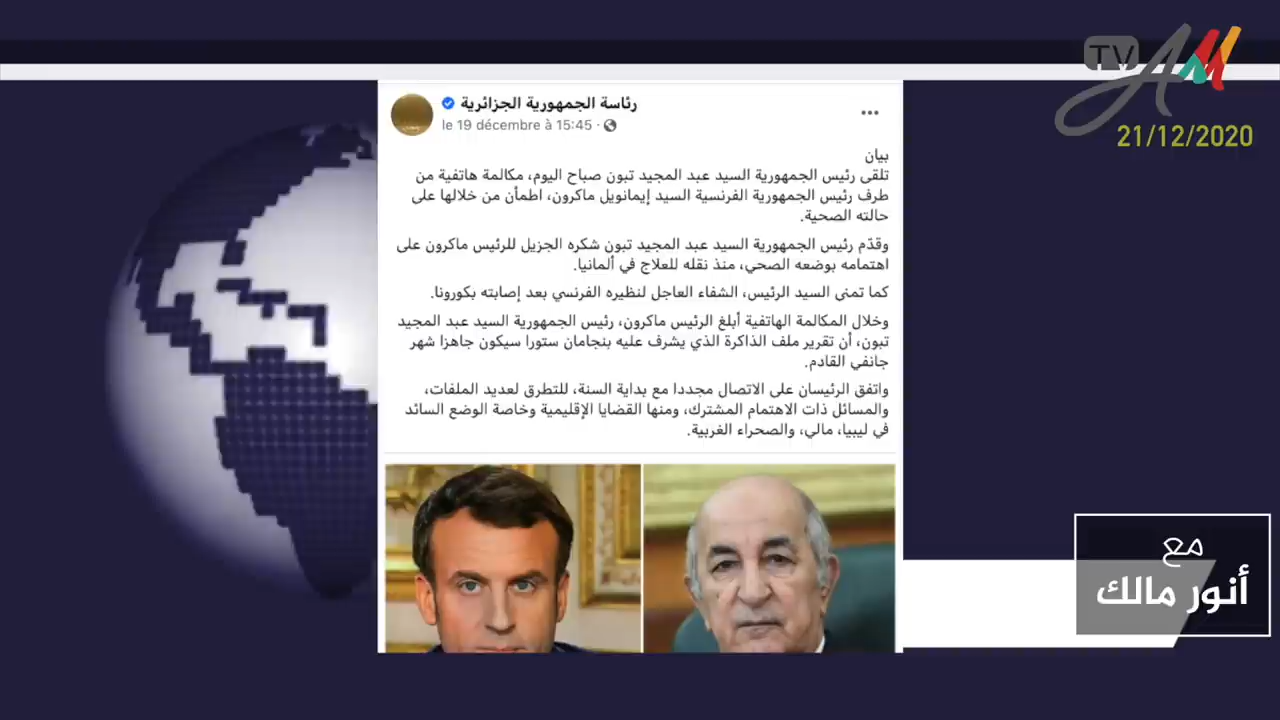 TV AM
21/12/2020
رئاسة الجمهورية الجزائرية
le 19 décembre à 15:45 ·
بيان
تلقى رئيس الجمهورية السيد عبد المجيد تبون صباح اليوم، مكالمة هاتفية من
طرف رئيس الجمهورية الفرنسية السيد إيمانويل ماكرون، اطمأن من خلالها على
حالته الصحية.
وقدّم رئيس الجمهورية السيد عبد المجيد تبون شكره الجزيل للرئيس ماكرون على
اهتمامه بوضعه الصحي، منذ نقله للعلاج في ألمانيا.
كما تمنى السيد الرئيس، الشفاء العاجل لنظيره الفرنسي بعد إصابته بكورونا.
وخلال المكالمة الهاتفية أبلغ الرئيس ماكرون، رئيس الجمهورية السيد عبد المجيد
تبون، أن تقرير ملف الذاكرة الذي يشرف عليه بنجامان ستورا سيكون جاهزا شهر
جانفي القادم.
واتفق الرئيسان على الاتصال مجددا مع بداية السنة، للتطرق لعديد الملفات،
والمسائل ذات الاهتمام المشترك، ومنها القضايا الإقليمية وخاصة الوضع السائد
في ليبيا، مالي، والصحراء الغربية.
مع
أنور مالك